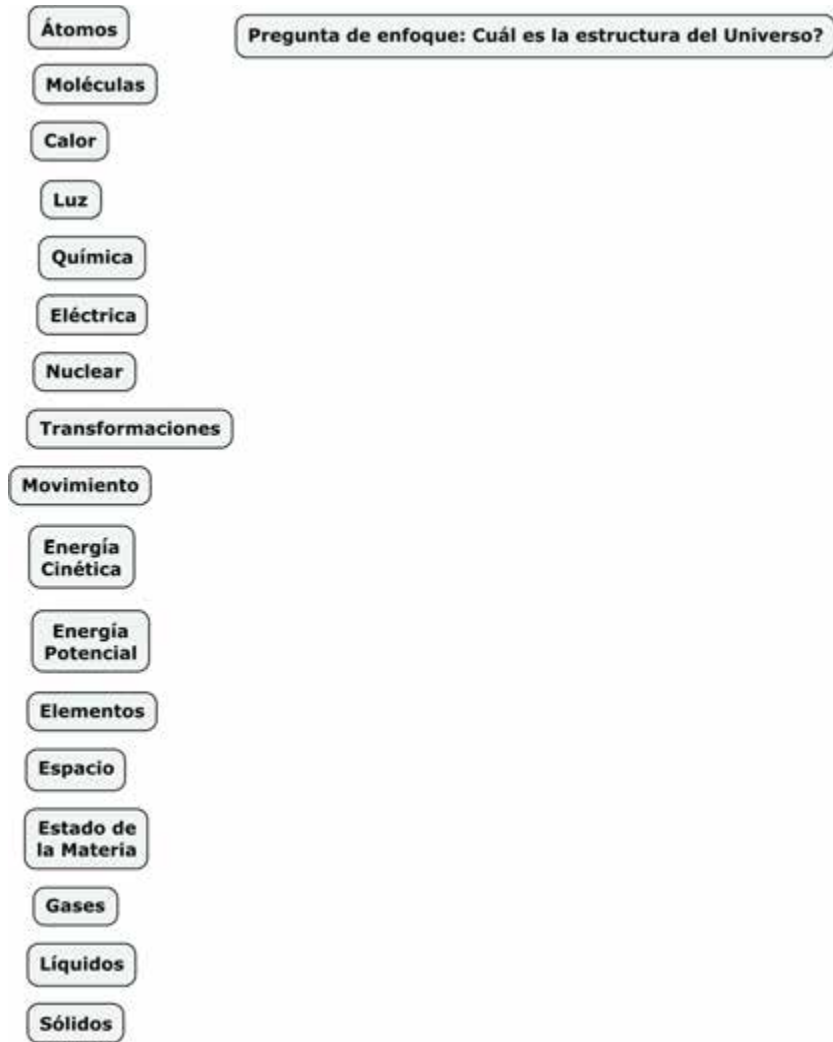 Átomos
Pregunta de enfoque: Cuál es la estructura del Universo?
Moléculas
Calor
Luz
Química
Eléctrica
Nuclear
Transformaciones
Movimiento
Energía
Cinética
Energía
Potencial
Elementos
Espacio
Estado de
la Materia
Gases
Líquidos
Sólidos